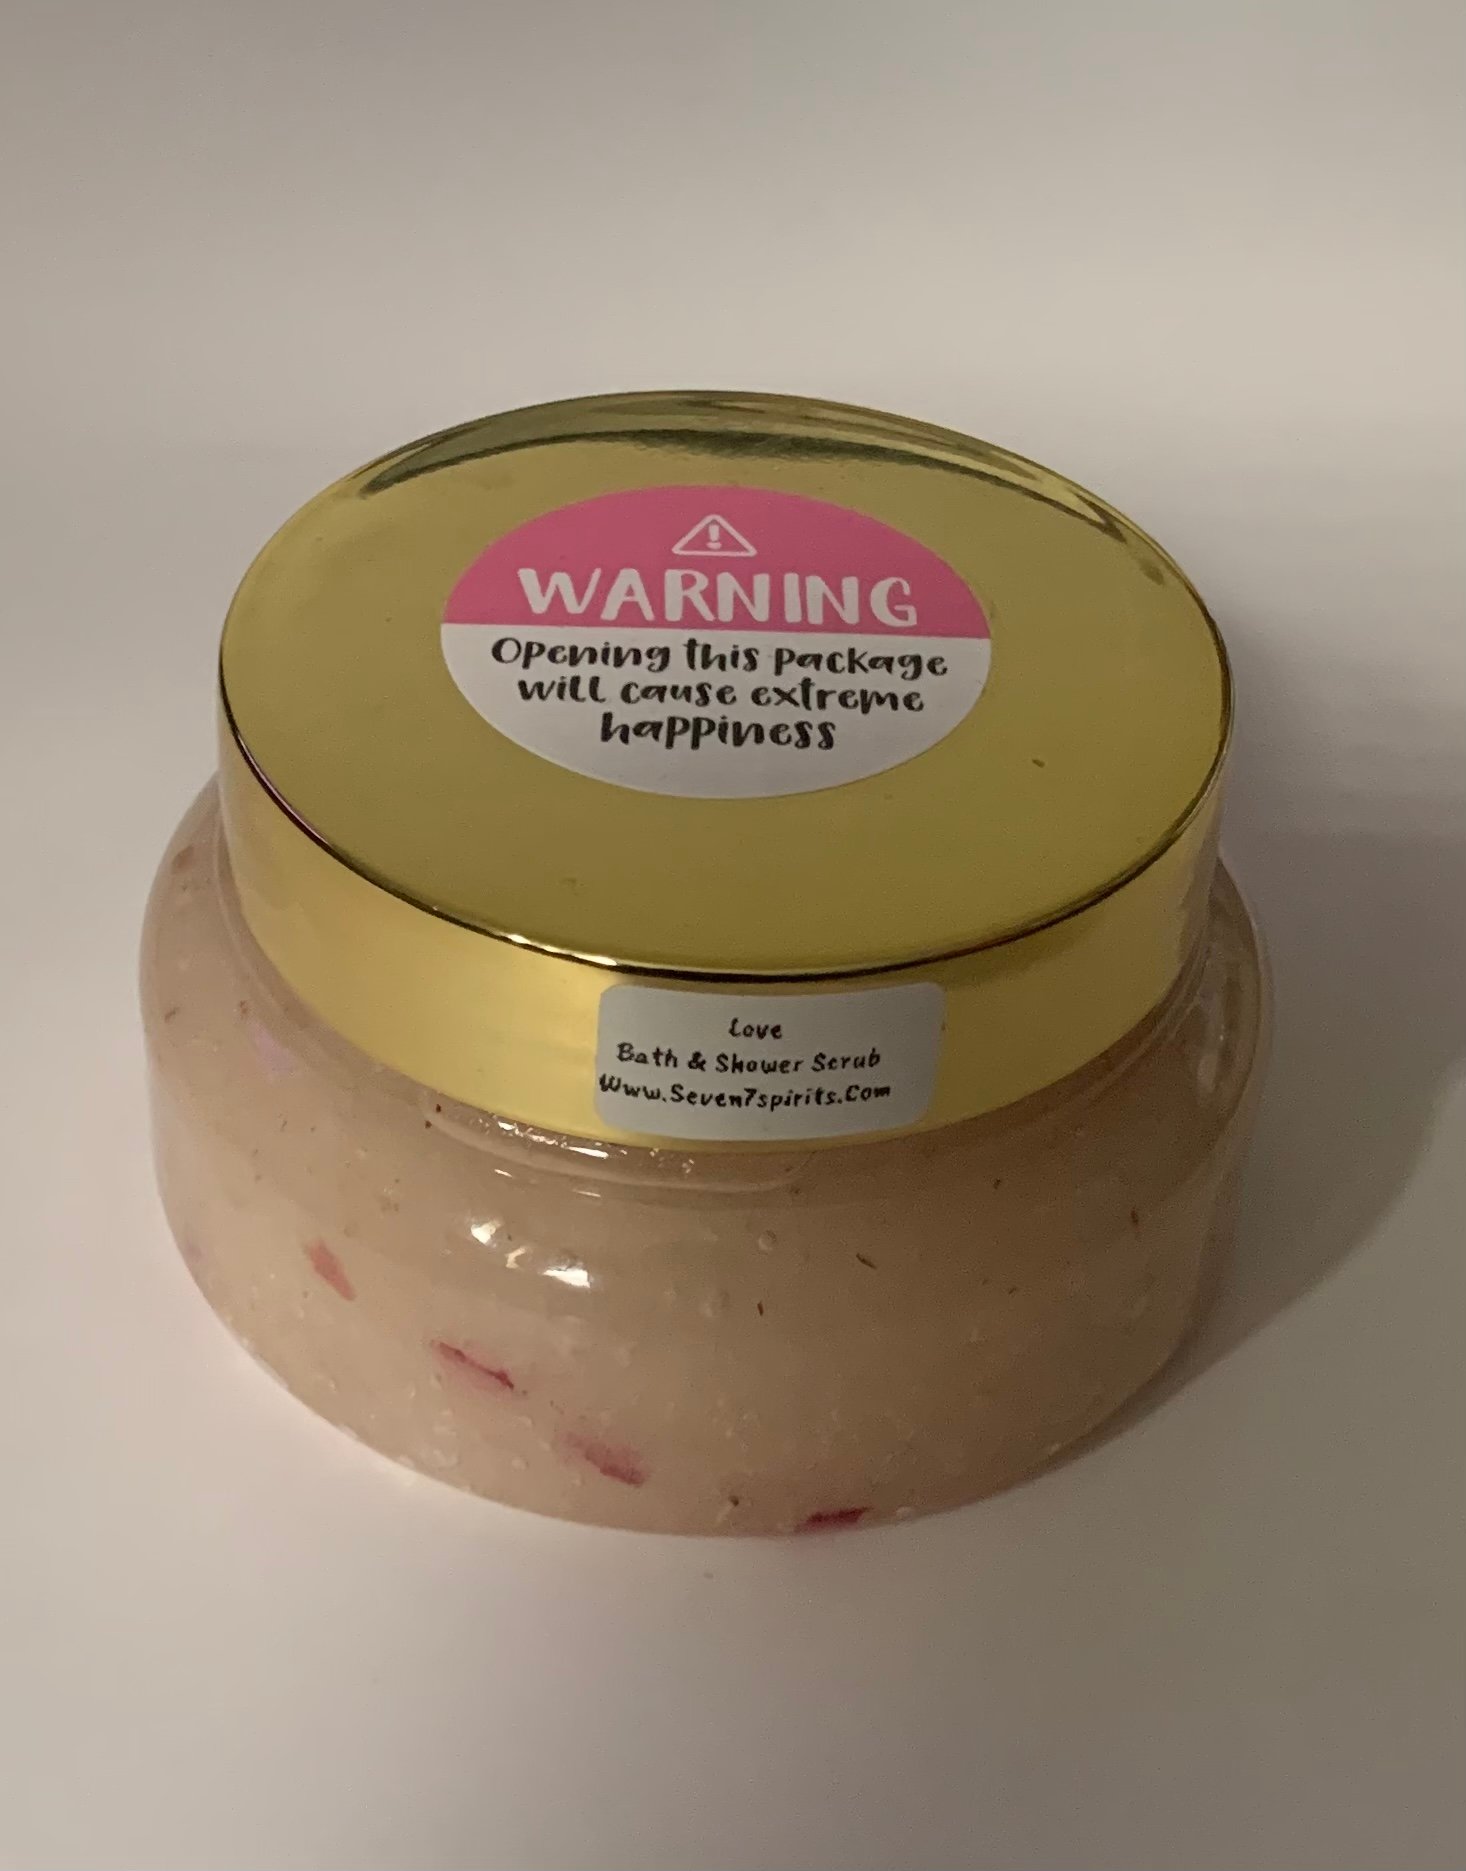 WARNING
Opening this package
will cause extreme
happiness
Love
Bath & Shower Scrub
Www.Seven7spirits.Com